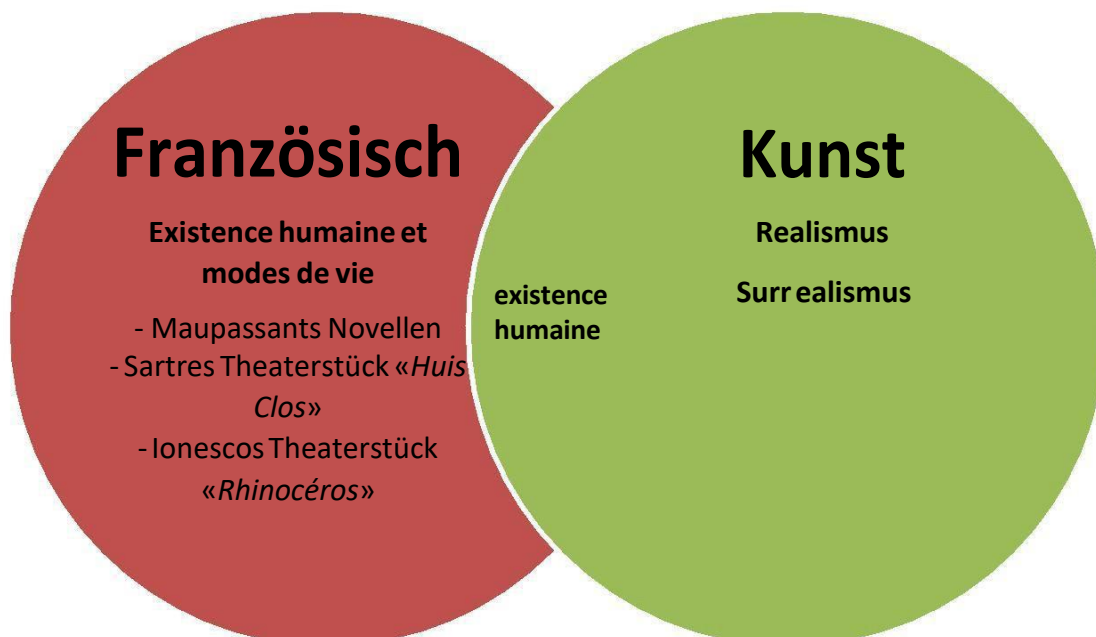 Französisch
Existence humaine et
modes de vie
- Maupassants Novellen
- Sartres Theaterstück «Huis
Clos»
- Ionescos Theaterstück
«Rhinocéros»
existence
humaine
Kunst
Realismus
Surr ealismus